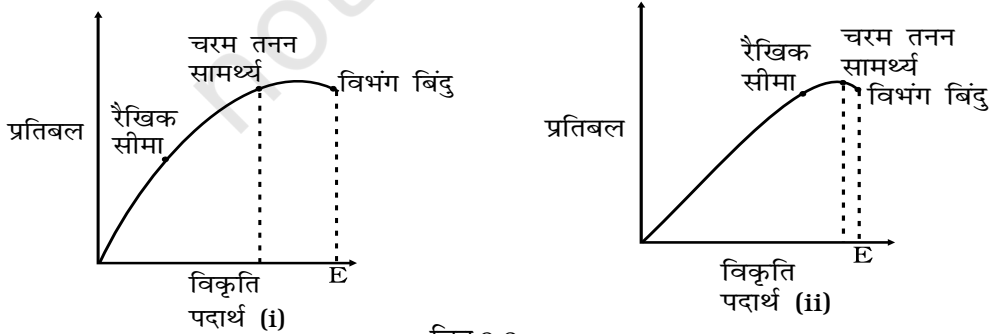 चरम तनन
सामर्थ्य
विभंग बिंदु
रैखिक
सीमा
प्रतिबल
E
विकृति
पदार्थ (i)
रैखिक
सीमा
चरम तनन
सामर्थ्य
विभंग बिंदु
प्रतिबल
E
विकृति
पदार्थ (ii)